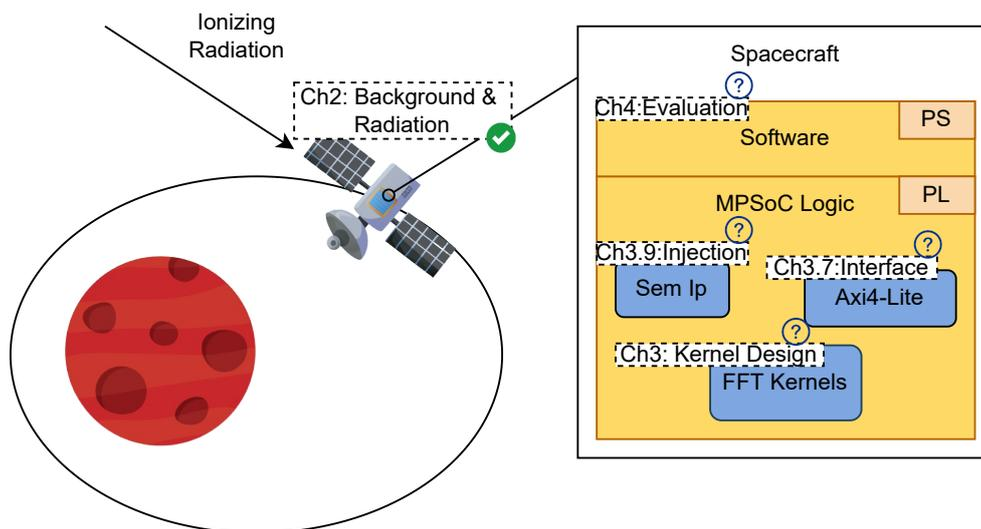 Ionizing
Radiation
Ch2: Background &
Radiation
Spacecraft
?
Ch4:Evaluation
PS
Software
PL
MPSoC Logic
?
?
Ch3.9:Injection
Ch3.7:Interface
Sem Ip
Axi4-Lite
?
Ch3: Kernel Design
FFT Kernels